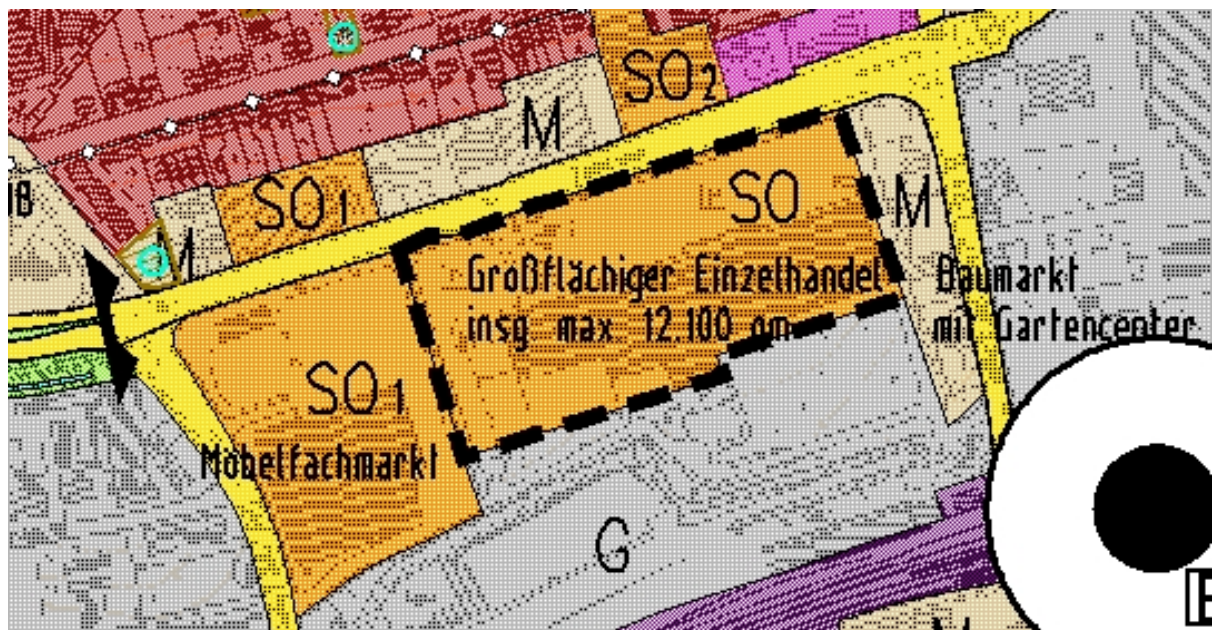 SO2
M
SO
SO1
M
M
Großflächiger Einzelhandel
insg. max. 12.100 qm
Baumarkt
mit Gartencenter
SO1
Möbelfachmarkt
G